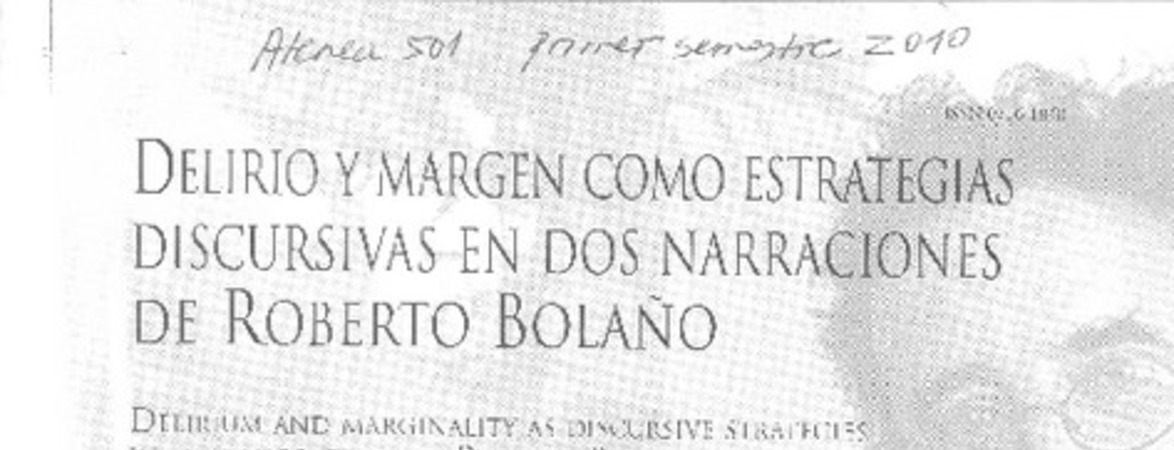 Atenea 501 primer semestre 2010
DELIRIO Y MARGEN COMO ESTRATEGIAS
DISCURSIVAS EN DOS NARRACIONES
DE ROBERTO BOLAÑO
DELIRIUM AND MARGINALITY AS DISCURSIVE STRATEGIES